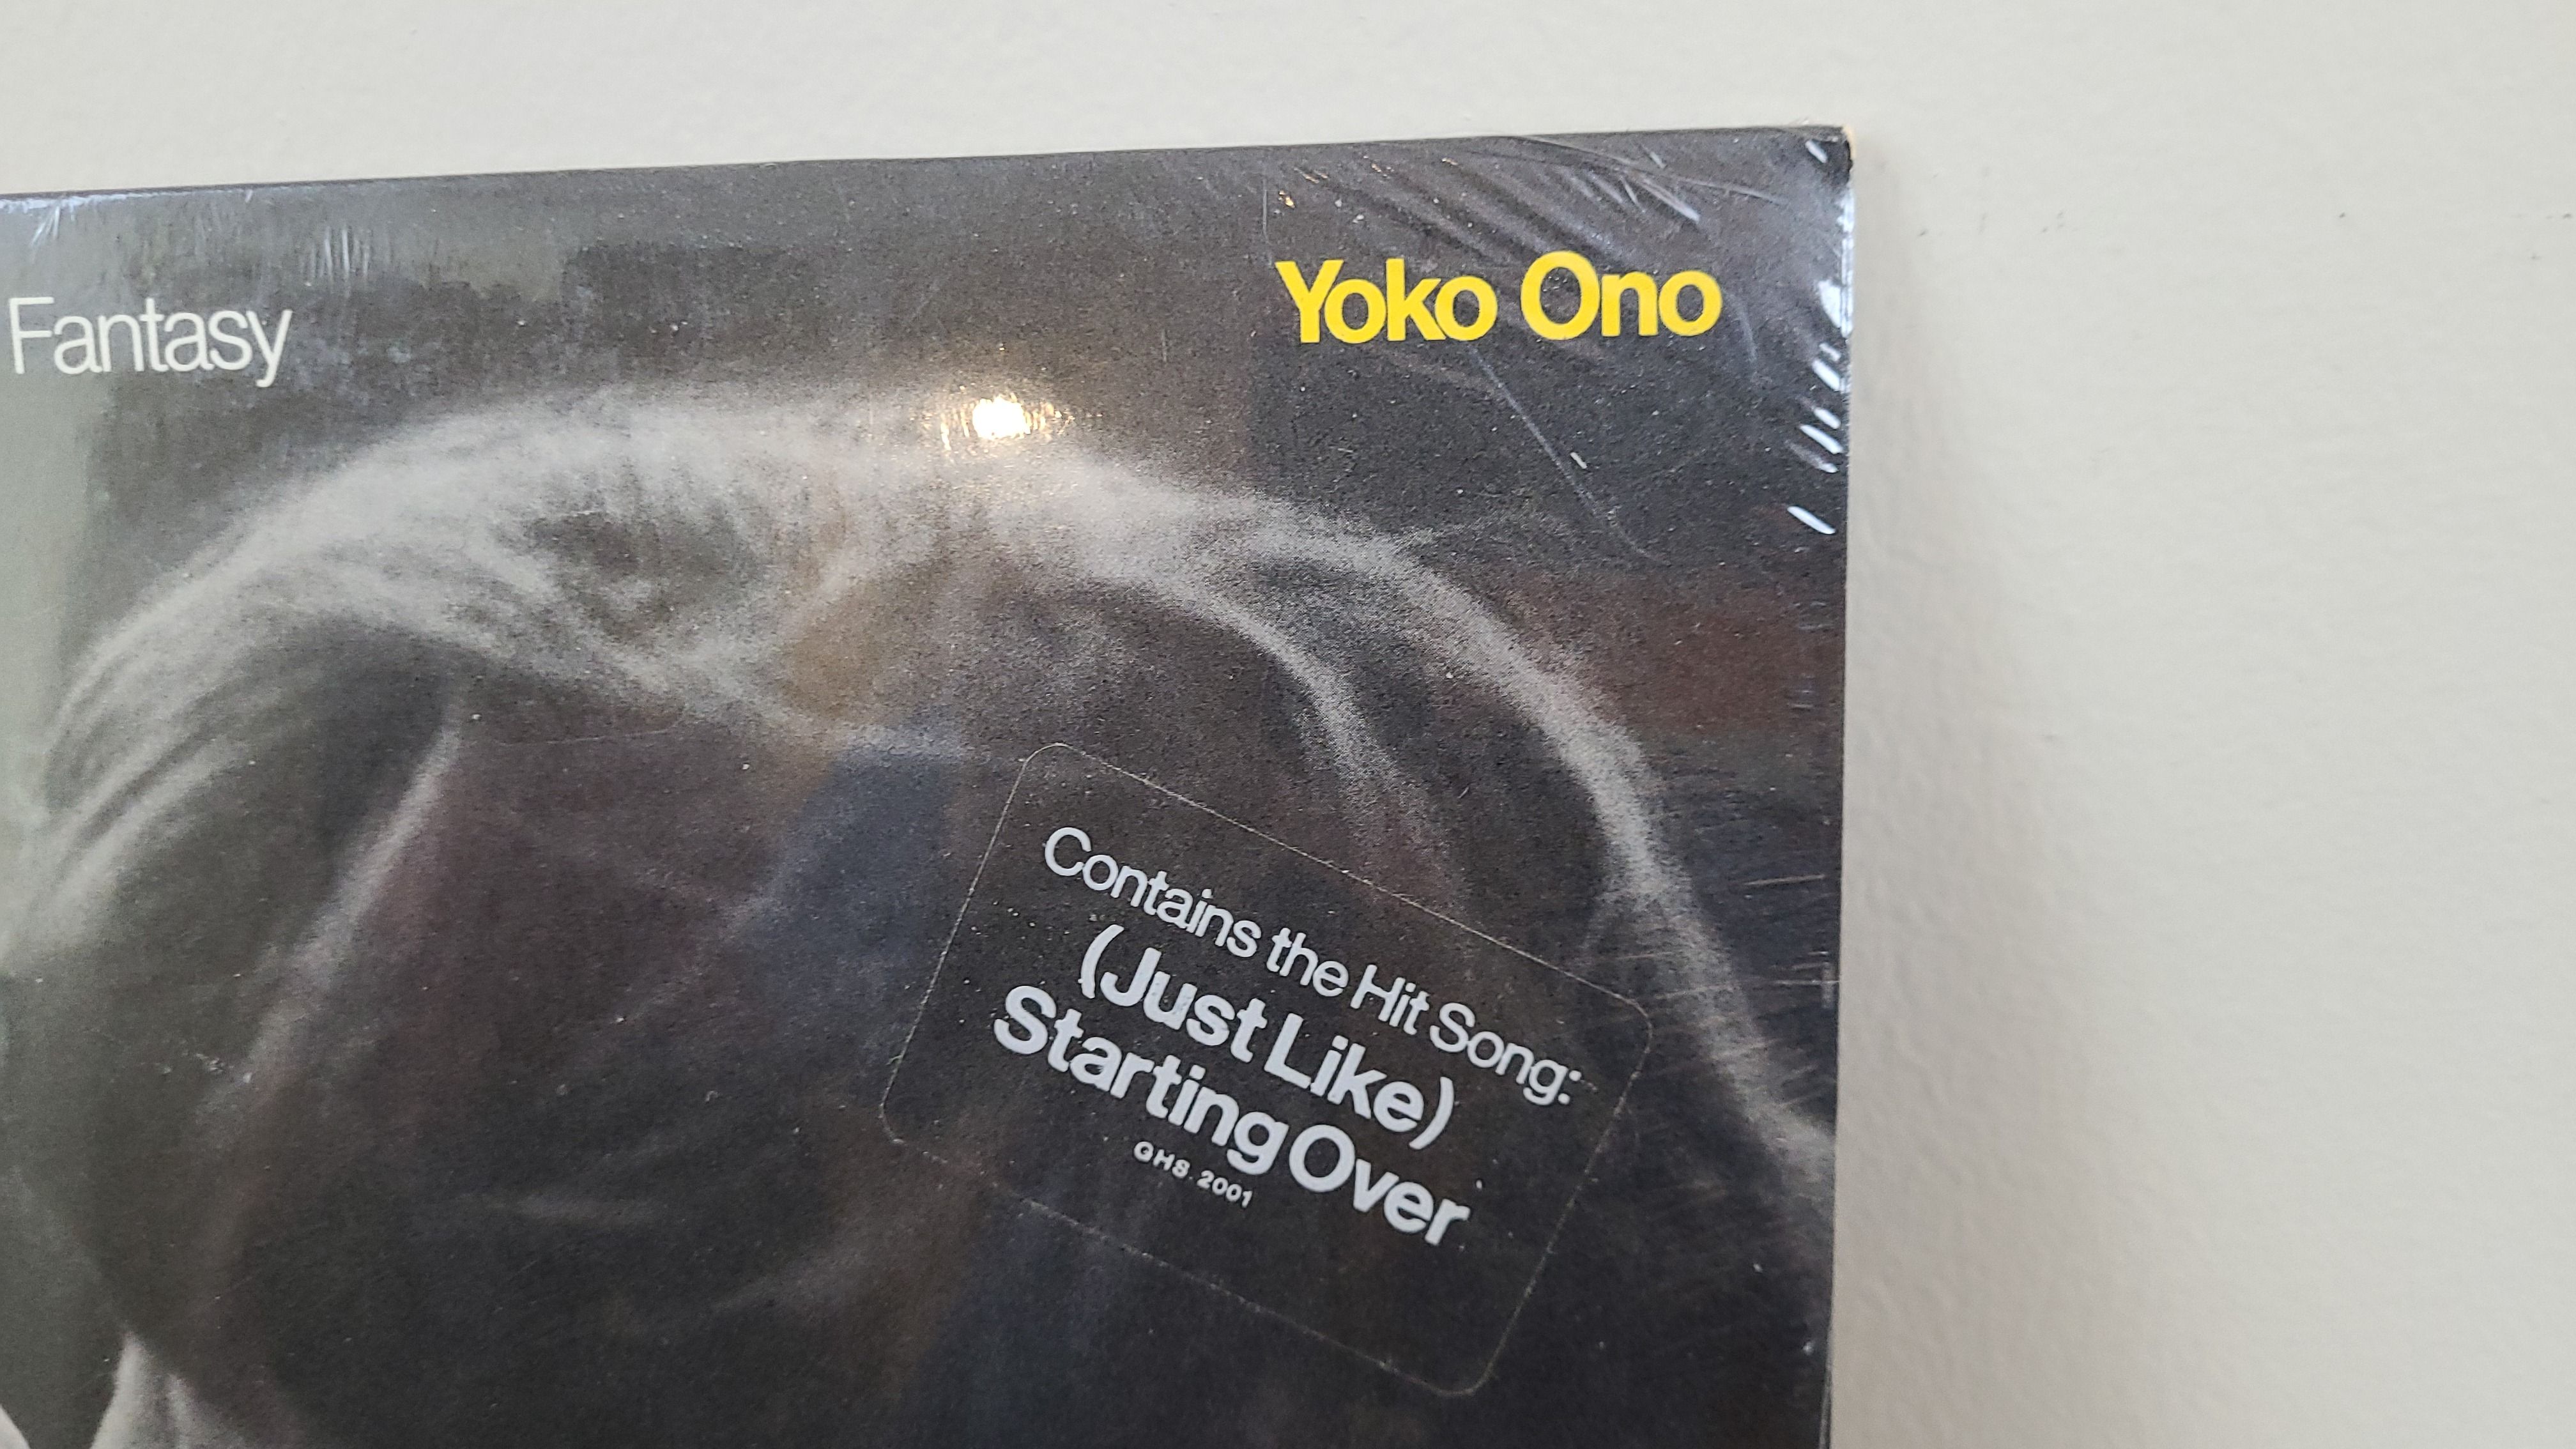 Fantasy
Yoko Ono
Contains the Hit Song:
(Just Like)
Starting Over
GHS 2001